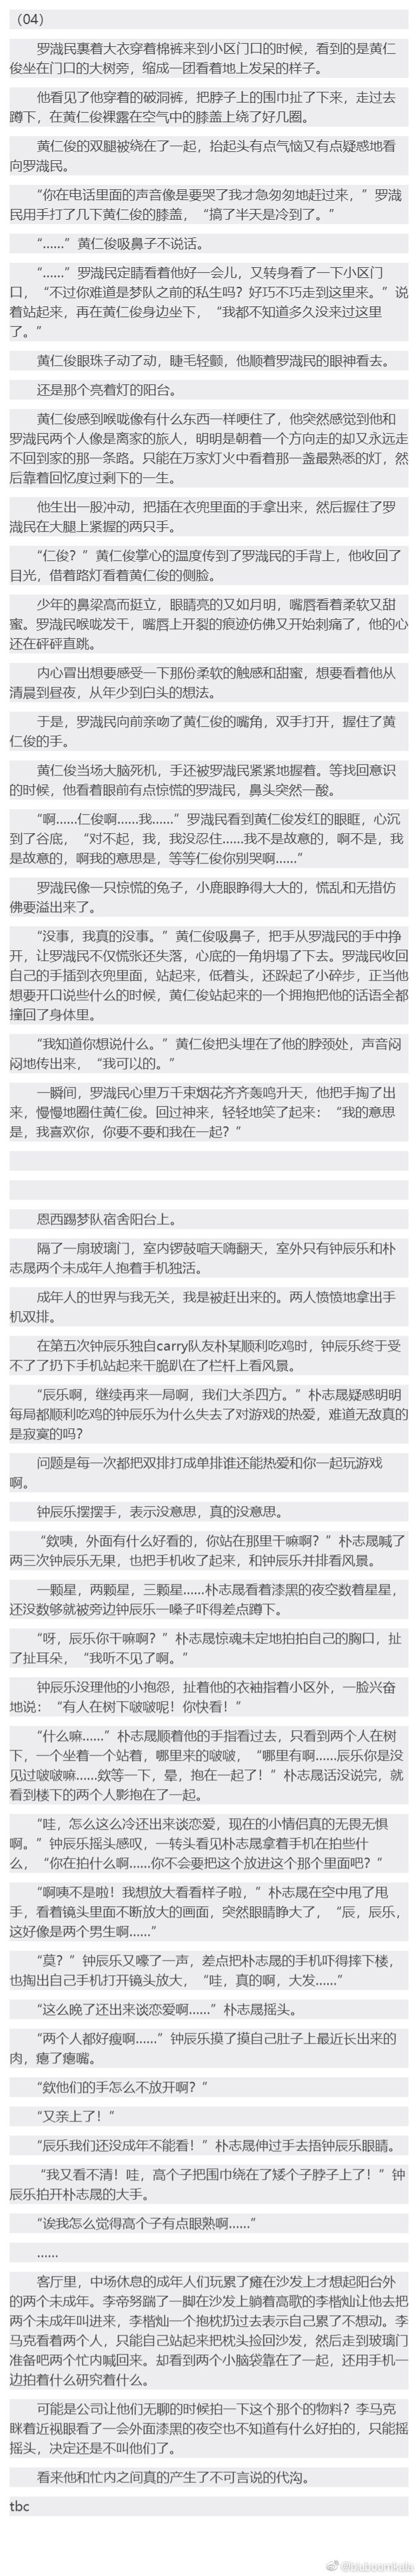 （04）
罗渽民裹着大衣穿着棉裤来到小区门口的时候，看到的是黄仁
俊坐在门口的大树旁，缩成一团看着地上发呆的样子。
他看见了他穿着的破洞裤，把脖子上的围巾扯了下来，走过去
蹲下，在黄仁俊裸露在空气中的膝盖上绕了好几圈。
黄仁俊的双腿被绕在了一起，抬起头有点气恼又有点疑惑地看
向罗渽民。
“你在电话里面的声音像是要哭了我才急匆匆地赶过来，”罗渽
民用手打了几下黄仁俊的膝盖，“搞了半天是冷到了。”
“……”黄仁俊吸鼻子不说话。
“……”罗渽民定睛看着他好一会儿，又转身看了一下小区门
口，“不过你难道是梦队之前的私生吗？好巧不巧走到这里来。”说
着站起来，再在黄仁俊身边坐下，“我都不知道多久没来过这里
了。”
黄仁俊眼珠子动了动，睫毛轻颤，他顺着罗渽民的眼神看去。
还是那个亮着灯的阳台。
黄仁俊感到喉咙像有什么东西一样哽住了，他突然感觉到他和
罗渽民两个人像是离家的旅人，明明是朝着一个方向走的却又永远走
不回到家的那一条路。只能在万家灯火中看着那一盏最熟悉的灯，然
后靠着回忆度过剩下的一生。
他生出一股冲动，把插在衣兜里面的手拿出来，然后握住了罗
渽民在大腿上紧握的两只手。
“仁俊？”黄仁俊掌心的温度传到了罗渽民的手背上，他收回了
目光，借着路灯看着黄仁俊的侧脸。
少年的鼻梁高而挺立，眼睛亮的又如月明，嘴唇看着柔软又甜
蜜。罗渽民喉咙发干，嘴唇上开裂的痕迹仿佛又开始刺痛了，他的心
还在砰砰直跳。
内心冒出想要感受一下那份柔软的触感和甜蜜，想要看着他从
清晨到昼夜，从年少到白头的想法。
于是，罗渽民向前亲吻了黄仁俊的嘴角，双手打开，握住了黄
仁俊的手。
黄仁俊当场大脑死机，手还被罗渽民紧紧地握着。等找回意识
的时候，他看着眼前有点惊慌的罗渽民，鼻头突然一酸。
“啊……仁俊啊……我……”罗渽民看到黄仁俊发红的眼眶，心沉
到了谷底，“对不起，我，我没忍住……我不是故意的，啊不是，我
是故意的，啊我的意思是，等等仁俊你别哭啊……”
罗渽民像一只惊慌的兔子，小鹿眼睁得大大的，慌乱和无措仿
佛要溢出来了。
“没事，我真的没事。”黄仁俊吸鼻子，把手从罗渽民的手中挣
开，让罗渽民不仅慌张还失落，心底的一角坍塌了下去。罗渽民收回
自己的手插到衣兜里面，站起来，低着头，还跺起了小碎步，正当他
想要开口说些什么的时候，黄仁俊站起来的一个拥抱把他的话语全都
撞回了身体里。
“我知道你想说什么。”黄仁俊把头埋在了他的脖颈处，声音闷
闷地传出来，“我可以的。”
一瞬间，罗渽民心里万千束烟花齐齐轰鸣升天，他把手掏了出
来，慢慢地圈住黄仁俊。回过神来，轻轻地笑了起来：“我的意思
是，我喜欢你，你要不要和我在一起？”
恩西踢梦队宿舍阳台上。
隔了一扇玻璃门，室内锣鼓喧天嗨翻天，室外只有钟辰乐和朴
志晟两个未成年人抱着手机独活。
成年人的世界与我无关，我是被赶出来的。两人愤愤地拿出手
机双排。
在第五次钟辰乐独自carry队友朴某顺利吃鸡时，钟辰乐终于受
不了了扔下手机站起来干脆趴在了栏杆上看风景。
“辰乐啊，继续再来一局啊，我们大杀四方。”朴志晟疑惑明明
每局都顺利吃鸡的钟辰乐为什么失去了对游戏的热爱，难道无敌真的
是寂寞的吗？
问题是每一次都把双排打成单排谁还能热爱和你一起玩游戏
啊。
钟辰乐摆摆手，表示没意思，真的没意思。
“欸咦，外面有什么好看的，你站在那里干嘛啊？”朴志晟喊了
两三次钟辰乐无果，也把手机收了起来，和钟辰乐并排看风景。
一颗星，两颗星，三颗星……朴志晟看着漆黑的夜空数着星星，
还没数够就被旁边钟辰乐一嗓子吓得差点蹲下。
“呀，辰乐你干嘛啊？”朴志晟惊魂未定地拍拍自己的胸口，扯
了扯耳朵，“我听不见了啊。”
钟辰乐没理他的小抱怨，扯着他的衣袖指着小区外，一脸兴奋
地说：“有人在树下啵啵呢！你快看！”
“什么嘛……”朴志晟顺着他的手指看过去，只看到两个人在树
下，一个坐着一个站着，哪里来的啵啵，“哪里有啊……辰乐你是没
见过啵啵嘛……欸等一下，晕，抱在一起了！”朴志晟话没说完，就
看到楼下的两个人影抱在了一起。
“哇，怎么这么冷还出来谈恋爱，现在的小情侣真的无畏无惧
啊。”钟辰乐摇头感叹，一转头看见朴志晟拿着手机在拍些什
么，“你在拍什么啊……你不会要把这个放进这个那个里面吧？”
“啊咦不是啦！我想放大看看样子啦，”朴志晟在空中甩了甩
手，看着镜头里面不断放大的画面，突然眼睛睁大了，“辰，辰乐，
这好像是两个男生啊……”
“莫？”钟辰乐又嚎了一声，差点把朴志晟的手机吓得摔下楼，
也掏出自己手机打开镜头放大，“哇，真的啊，大发……”
“这么晚了还出来谈恋爱啊……”朴志晟摇头。
“两个人都好瘦啊……”钟辰乐摸了摸自己肚子上最近长出来的
肉，瘪了瘪嘴。
“欸他们的手怎么不放开啊？”
“又亲上了！”
“辰乐我们还没成年不能看！”朴志晟伸过手去捂钟辰乐眼睛。
“我又看不清！哇，高个子把围巾绕在了矮个子脖子上了！”钟
辰乐拍开朴志晟的大手。
“诶我怎么觉得高个子有点眼熟啊……”
……
客厅里，中场休息的成年人们玩累了瘫在沙发上才想起阳台外
的两个未成年。李帝努踹了一脚在沙发上躺着高歌的李楷灿让他去把
两个未成年叫进来，李楷灿一个抱枕扔过去表示自己累了不想动。李
马克看着两个人，只能自己站起来把枕头捡回沙发，然后走到玻璃门
准备吧两个忙内喊回来。却看到两个小脑袋靠在了一起，还用手机一
边拍着什么研究着什么。
可能是公司让他们无聊的时候拍一下这个那个的物料？李马克
眯着近视眼看了一会外面漆黑的夜空也不知道有什么好拍的，只能摇
摇头，决定还是不叫他们了。
看来他和忙内之间真的产生了不可言说的代沟。
tbc